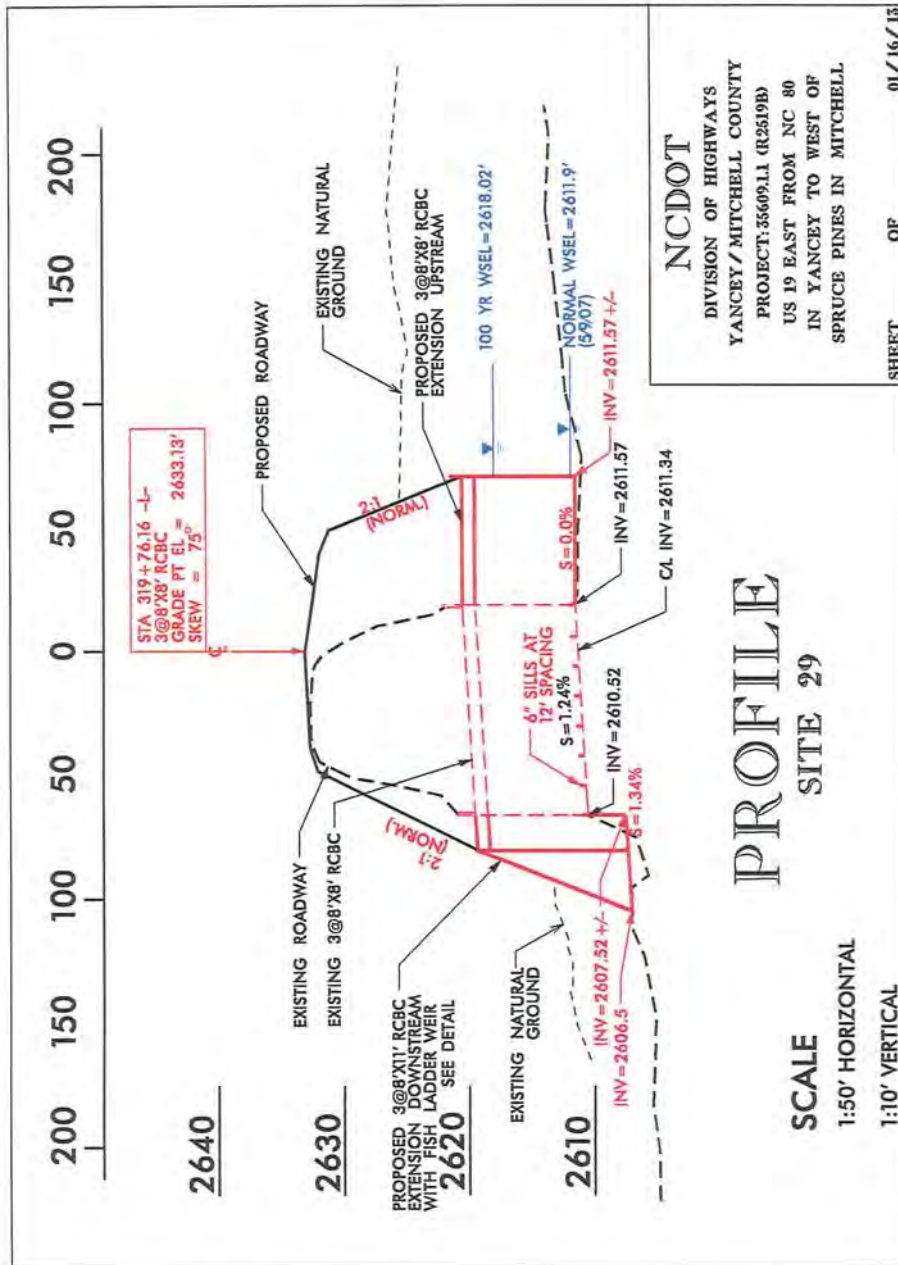 200
150
100
50
0
50
100
150
200
STA 319+76.16 -L-
3@8'X8' RCBC
GRADE PT EL = 2633.13'
SKEW = 75°
℄
PROPOSED ROADWAY
EXISTING ROADWAY
EXISTING 3@8'X8' RCBC
2640
2630
2620
2610
EXISTING NATURAL
GROUND
2:1
(NORM.)
2:1
(NORM.)
PROPOSED 3@8'X11' RCBC
EXTENSION DOWNSTREAM
WITH FISH LADDER WEIR
SEE DETAIL
PROPOSED 3@8'X8' RCBC
EXTENSION UPSTREAM
100 YR WSEL=2618.02'
NORMAL WSEL=2611.9'
(5/9/07)
EXISTING NATURAL
GROUND
6" SILLS AT
12' SPACING
S=1.24%
S=0.0%
INV=2611.57 +/-
INV=2611.57
C/L INV=2611.34
INV=2610.52
S=1.34%
INV=2607.52 +/-
INV=2606.5
SCALE
1:50' HORIZONTAL
1:10' VERTICAL
PROFILE
SITE 29
NCDOT
DIVISION OF HIGHWAYS
YANCEY/MITCHELL COUNTY
PROJECT:35609.1.1 (R2519B)
US 19 EAST FROM NC 80
IN YANCEY TO WEST OF
SPRUCE PINES IN MITCHELL
SHEET OF 01/16/13